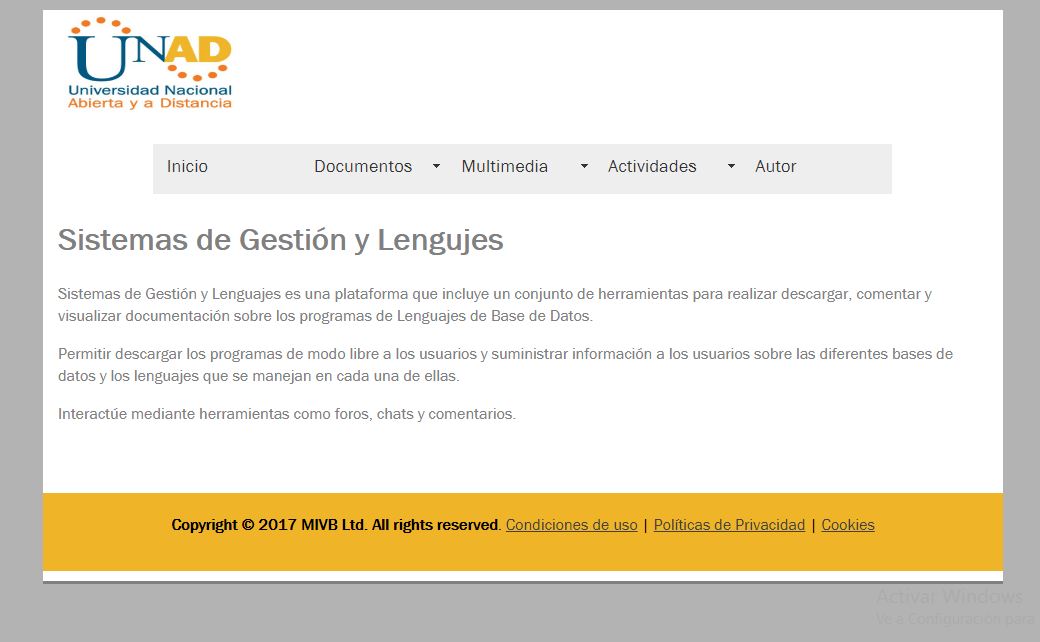 UNAD
Universidad Nacional
Abierta y a Distancia
Inicio Documentos Multimedia Actividades Autor
Sistemas de Gestión y Lengujes
Sistemas de Gestión y Lenguajes es una plataforma que incluye un conjunto de herramientas para realizar descargar, comentar y
visualizar documentación sobre los programas de Lenguajes de Base de Datos.
Permitir descargar los programas de modo libre a los usuarios y suministrar información a los usuarios sobre las diferentes bases de
datos y los lenguajes que se manejan en cada una de ellas.
Interactúe mediante herramientas como foros, chats y comentarios.
Copyright © 2017 MIVB Ltd. All rights reserved. Condiciones de uso | Políticas de Privacidad | Cookies
Activar Windows
Ve a Configuración para